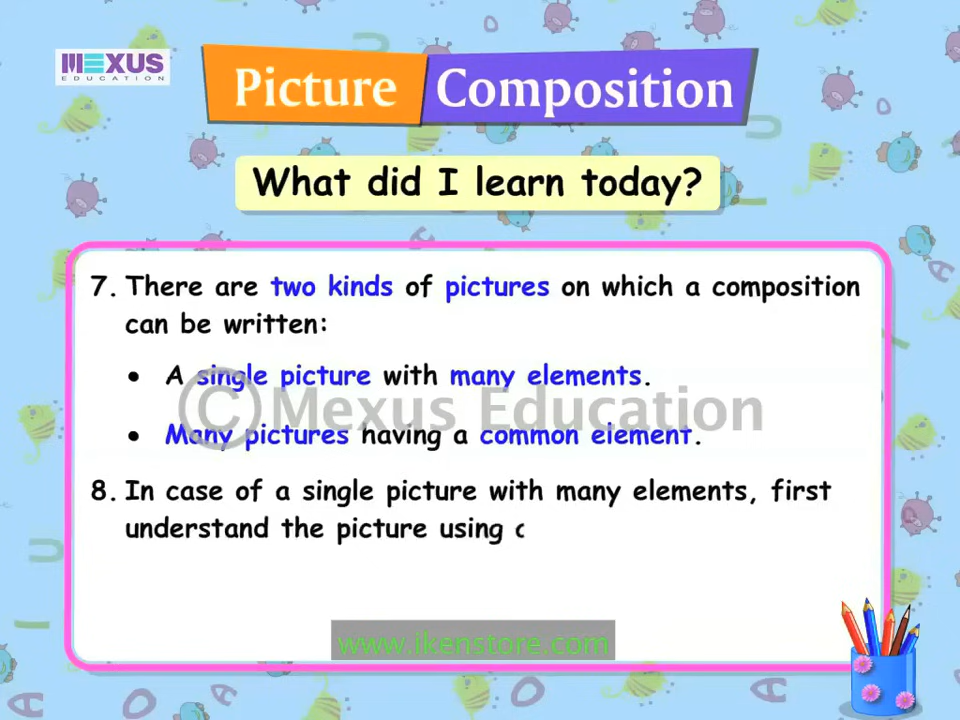 MEXUS
EDUCATION
Picture Composition
What did I learn today?
7. There are two kinds of pictures on which a composition
can be written:
• A single picture with many elements.
• Many pictures having a common element.
© Mexus Education
8. In case of a single picture with many elements, first
understand the picture using
www.ikenstore.com